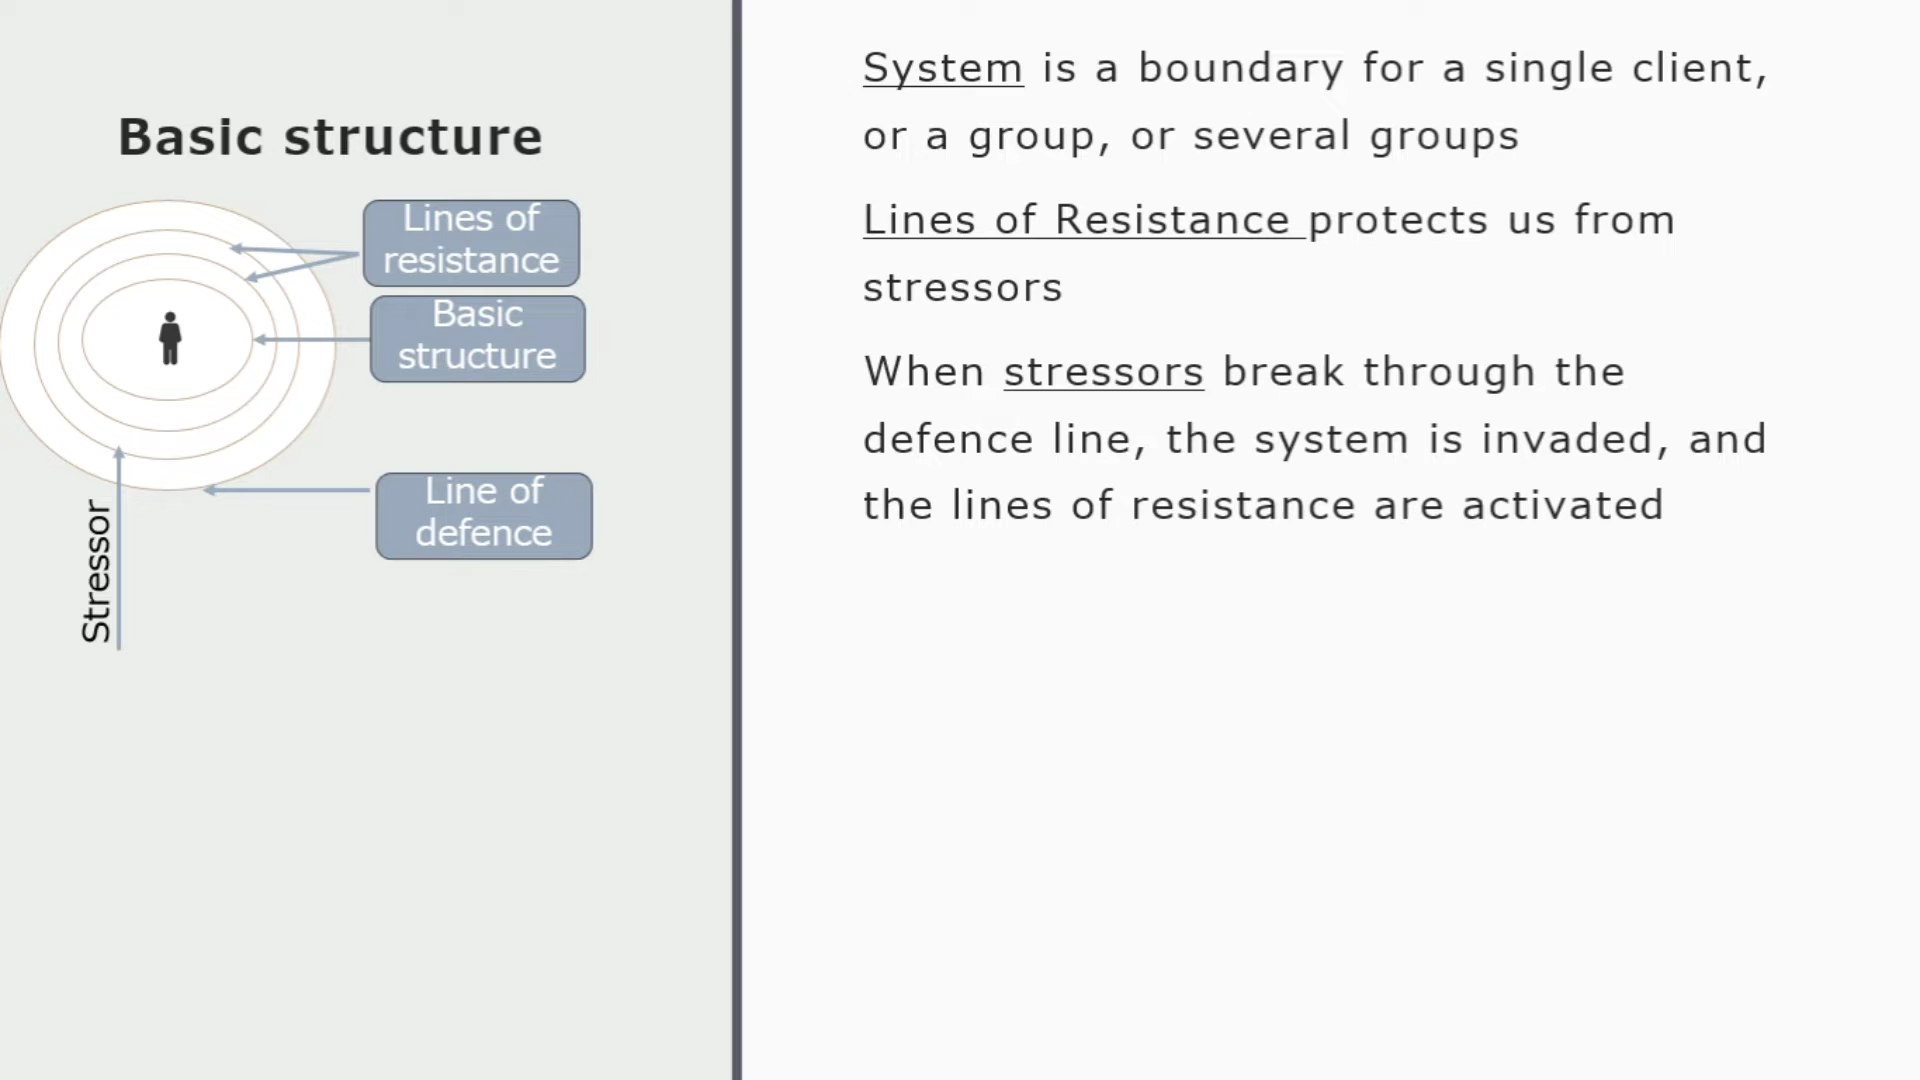 Basic structure
Lines of
resistance
Basic
structure
Line of
defence
Stressor
System is a boundary for a single client,
or a group, or several groups
Lines of Resistance protects us from
stressors
When stressors break through the
defence line, the system is invaded, and
the lines of resistance are activated